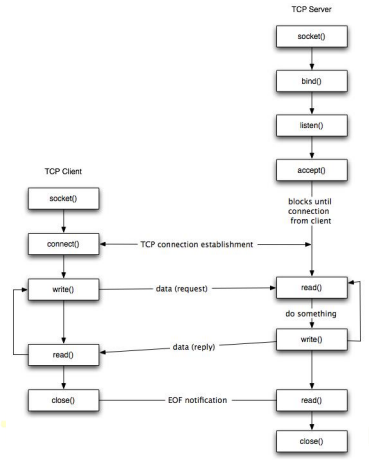 TCP Server
socket()
bind()
listen()
accept()
blocks until
connection
from client
TCP Client
socket()
connect()
TCP connection establishment
write()
data (request)
read()
do something
write()
data (reply)
read()
close()
EOF notification
read()
close()